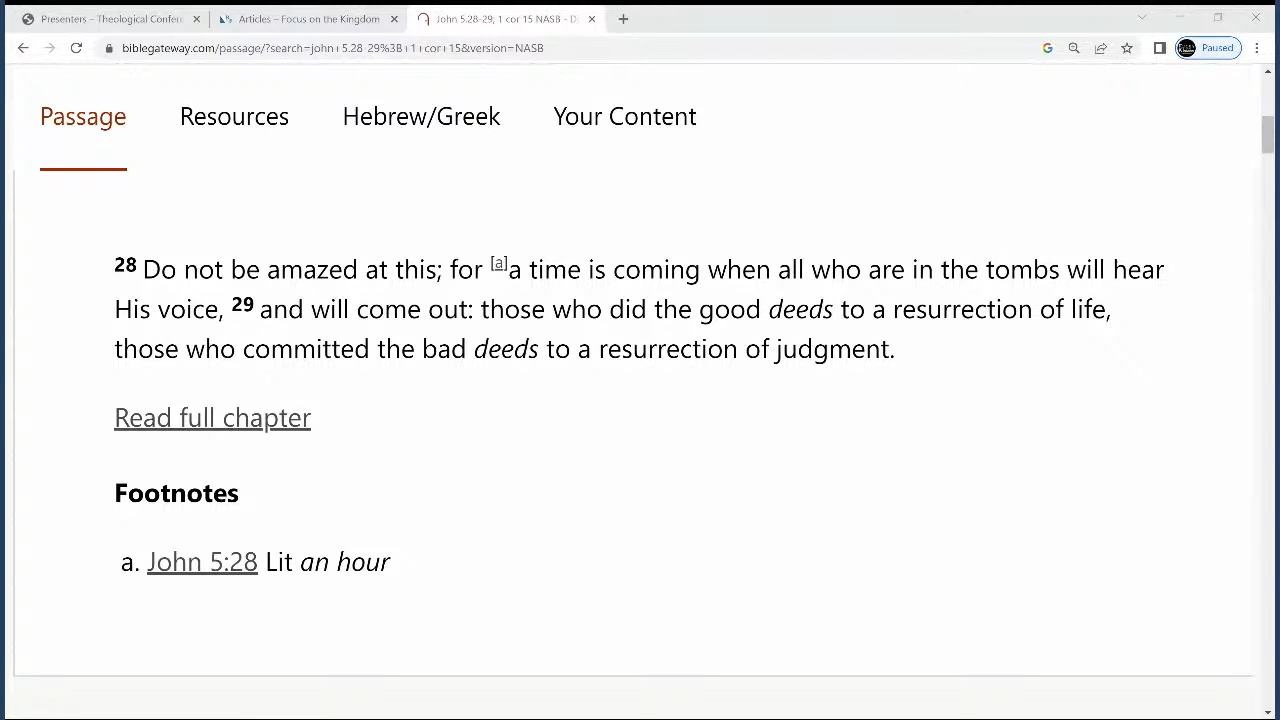 Presenters – Theological Confere
Articles – Focus on the Kingdom
John 5.28-29; 1 cor 15 NASB - D
biblegateway.com/passage/?search=john+5.28-29%3B+1+cor+15&version=NASB
Paused
Passage Resources Hebrew/Greek Your Content
28 Do not be amazed at this; for [a]a time is coming when all who are in the tombs will hear
His voice, 29 and will come out: those who did the good deeds to a resurrection of life,
those who committed the bad deeds to a resurrection of judgment.
Read full chapter
Footnotes
a. John 5:28 Lit an hour